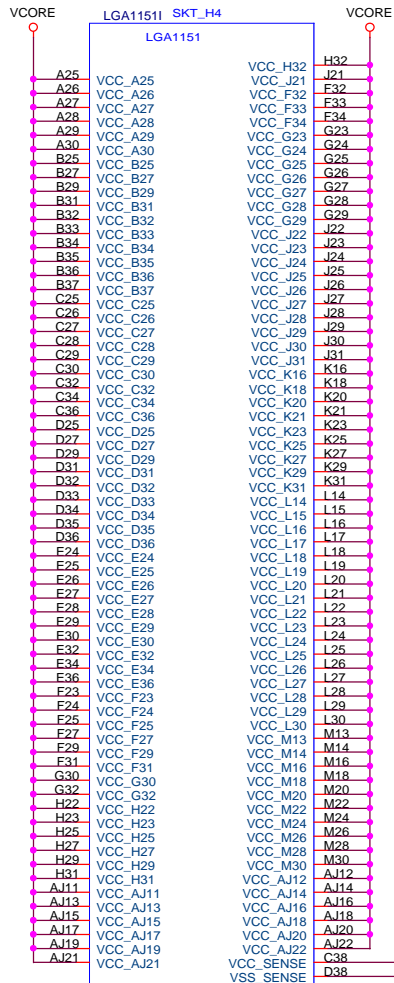 VCORE
LGA1151I SKT_H4
VCORE
LGA1151
A25 VCC_A25
A26 VCC_A26
A27 VCC_A27
A28 VCC_A28
A29 VCC_A29
A30 VCC_A30
B25 VCC_B25
B27 VCC_B27
B29 VCC_B29
B31 VCC_B31
B32 VCC_B32
B33 VCC_B33
B34 VCC_B34
B35 VCC_B35
B36 VCC_B36
B37 VCC_B37
C25 VCC_C25
C26 VCC_C26
C27 VCC_C27
C28 VCC_C28
C29 VCC_C29
C30 VCC_C30
C32 VCC_C32
C34 VCC_C34
C36 VCC_C36
D25 VCC_D25
D27 VCC_D27
D29 VCC_D29
D31 VCC_D31
D32 VCC_D32
D33 VCC_D33
D34 VCC_D34
D35 VCC_D35
D36 VCC_D36
E24 VCC_E24
E25 VCC_E25
E26 VCC_E26
E27 VCC_E27
E28 VCC_E28
E29 VCC_E29
E30 VCC_E30
E32 VCC_E32
E34 VCC_E34
E36 VCC_E36
F23 VCC_F23
F24 VCC_F24
F25 VCC_F25
F27 VCC_F27
F29 VCC_F29
F31 VCC_F31
G30 VCC_G30
G32 VCC_G32
H22 VCC_H22
H23 VCC_H23
H25 VCC_H25
H27 VCC_H27
H29 VCC_H29
H31 VCC_H31
AJ11 VCC_AJ11
AJ13 VCC_AJ13
AJ15 VCC_AJ15
AJ17 VCC_AJ17
AJ19 VCC_AJ19
AJ21 VCC_AJ21
VCC_H32 H32
VCC_J21 J21
VCC_F32 F32
VCC_F33 F33
VCC_F34 F34
VCC_G23 G23
VCC_G24 G24
VCC_G25 G25
VCC_G26 G26
VCC_G27 G27
VCC_G28 G28
VCC_G29 G29
VCC_J22 J22
VCC_J23 J23
VCC_J24 J24
VCC_J25 J25
VCC_J26 J26
VCC_J27 J27
VCC_J28 J28
VCC_J29 J29
VCC_J30 J30
VCC_J31 J31
VCC_K16 K16
VCC_K18 K18
VCC_K20 K20
VCC_K21 K21
VCC_K23 K23
VCC_K25 K25
VCC_K27 K27
VCC_K29 K29
VCC_K31 K31
VCC_L14 L14
VCC_L15 L15
VCC_L16 L16
VCC_L17 L17
VCC_L18 L18
VCC_L19 L19
VCC_L20 L20
VCC_L21 L21
VCC_L22 L22
VCC_L23 L23
VCC_L24 L24
VCC_L25 L25
VCC_L26 L26
VCC_L27 L27
VCC_L28 L28
VCC_L29 L29
VCC_L30 L30
VCC_M13 M13
VCC_M14 M14
VCC_M16 M16
VCC_M18 M18
VCC_M20 M20
VCC_M22 M22
VCC_M24 M24
VCC_M26 M26
VCC_M28 M28
VCC_M30 M30
VCC_AJ12 AJ12
VCC_AJ14 AJ14
VCC_AJ16 AJ16
VCC_AJ18 AJ18
VCC_AJ20 AJ20
VCC_AJ22 AJ22
VCC_SENSE C38
VSS_SENSE D38